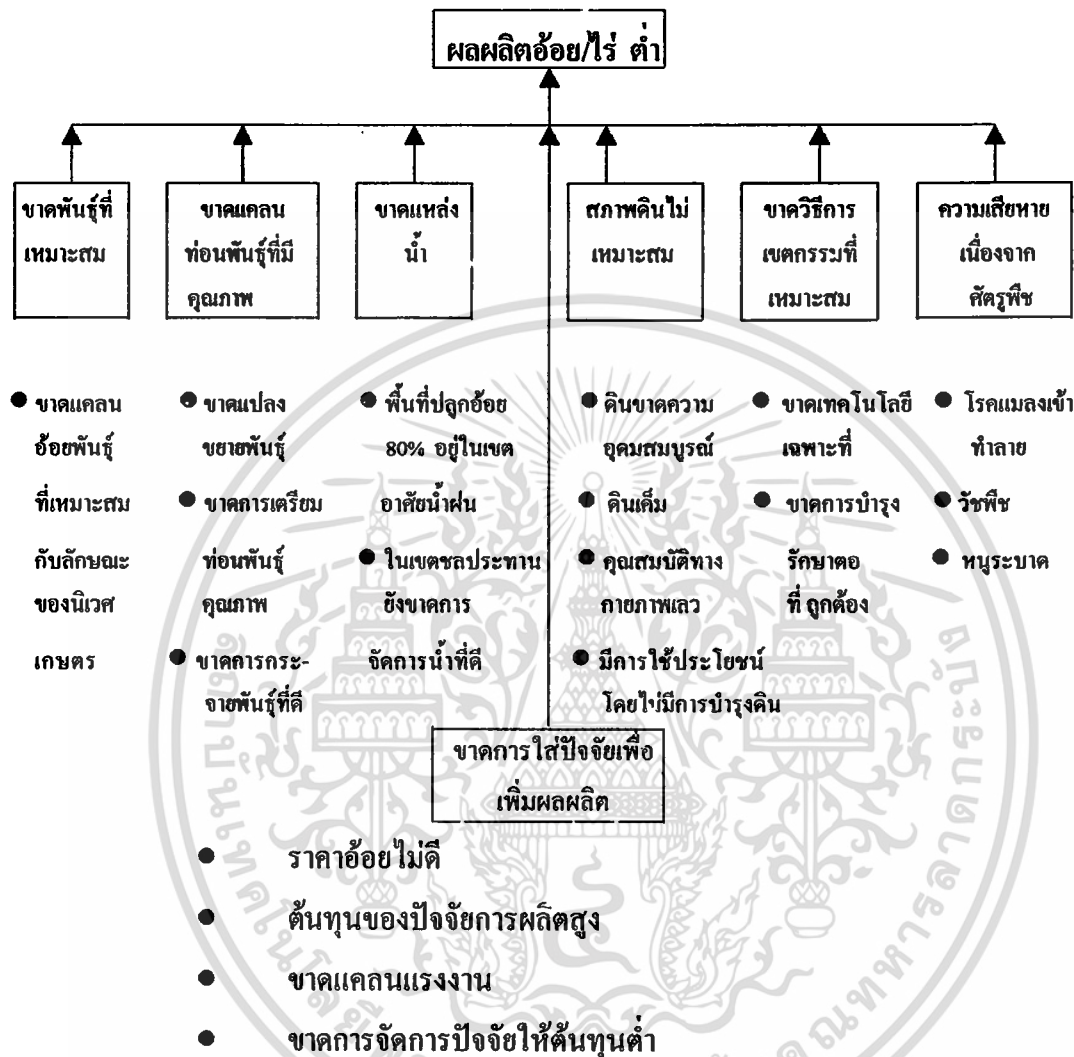 ผลผลิตอ้อย/ไร่ ต่ำ
ขาดพันธุ์ที่
เหมาะสม
ขาดแคลน
ท่อนพันธุ์ที่มี
คุณภาพ
ขาดแหล่ง
น้ำ
สภาพดินไม่
เหมาะสม
ขาดวิธีการ
เขตกรรมที่
เหมาะสม
ความเสียหาย
เนื่องจาก
ศัตรูพืช
● ขาดแคลน
อ้อยพันธุ์
ที่เหมาะสม
กับลักษณะ
ของนิเวศ
เกษตร
● ขาดแปลง
ขยายพันธุ์
● ขาดการเตรียม
ท่อนพันธุ์
คุณภาพ
● ขาดการกระ-
จายพันธุ์ที่ดี
● พื้นที่ปลูกอ้อย
80% อยู่ในเขต
อาศัยน้ำฝน
● ในเขตชลประทาน
ยังขาดการ
จัดการน้ำที่ดี
● ดินขาดความ
อุดมสมบูรณ์
● ดินเค็ม
● คุณสมบัติทาง
กายภาพเลว
● มีการใช้ประโยชน์
โดยไม่มีการบำรุงดิน
● ขาดเทคโนโลยี
เฉพาะที่
● ขาดการบำรุง
รักษาตอ
ที่ ถูกต้อง
● โรคแมลงเข้า
ทำลาย
● วัชพืช
● หนูระบาด
ขาดการใส่ปัจจัยเพื่อ
เพิ่มผลผลิต
● ราคาอ้อยไม่ดี
● ต้นทุนของปัจจัยการผลิตสูง
● ขาดแคลนแรงงาน
● ขาดการจัดการปัจจัยให้ต้นทุนต่ำ